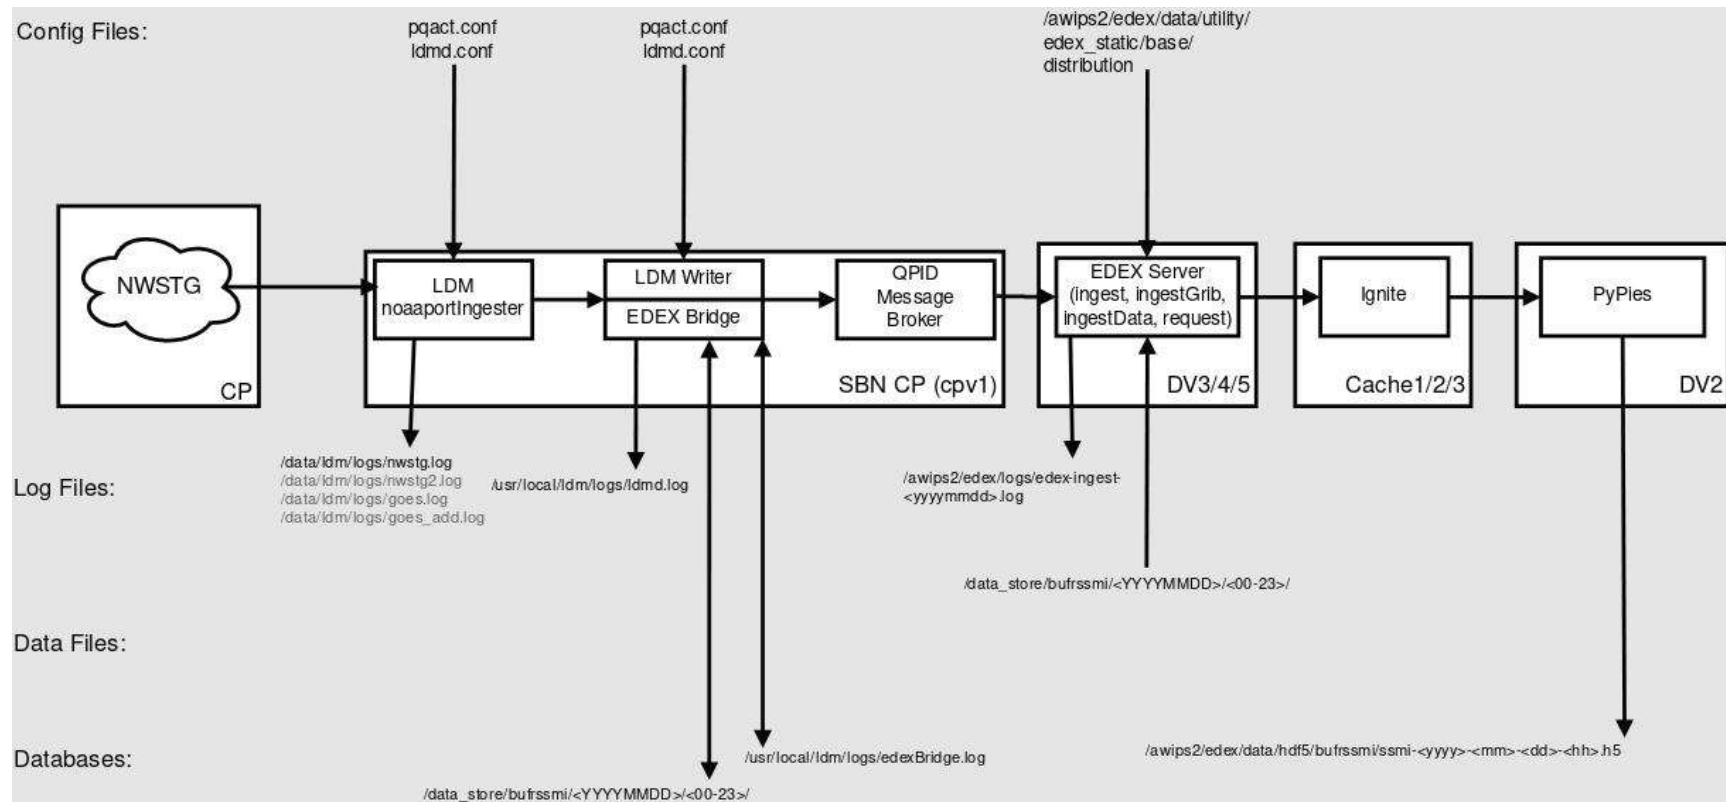 Config Files:
pqact.conf
ldmd.conf
pqact.conf
ldmd.conf
/awips2/edex/data/utility/
edex_static/base/
distribution
NWSTG
CP
LDM
noaaportIngester
LDM Writer
EDEX Bridge
QPID
Message
Broker
SBN CP (cpv1)
EDEX Server
(ingest, ingestGrib,
ingestData, request)
DV3/4/5
Ignite
Cache1/2/3
PyPies
DV2
Log Files:
/data/ldm/logs/nwstg.log
/data/ldm/logs/nwstg2.log
/data/ldm/logs/goes.log
/data/ldm/logs/goes_add.log
/usr/local/ldm/logs/ldmd.log
/awips2/edex/logs/edex-ingest-
<yyyymmdd>.log
/data_store/bufrssmi/<YYYYMMDD>/<00-23>/
Data Files:
Databases:
/usr/local/ldm/logs/edexBridge.log
/awips2/edex/data/hdf5/bufrssmi/ssmi-<yyyy>-<mm>-<dd>-<hh>.h5
/data_store/bufrssmi/<YYYYMMDD>/<00-23>/